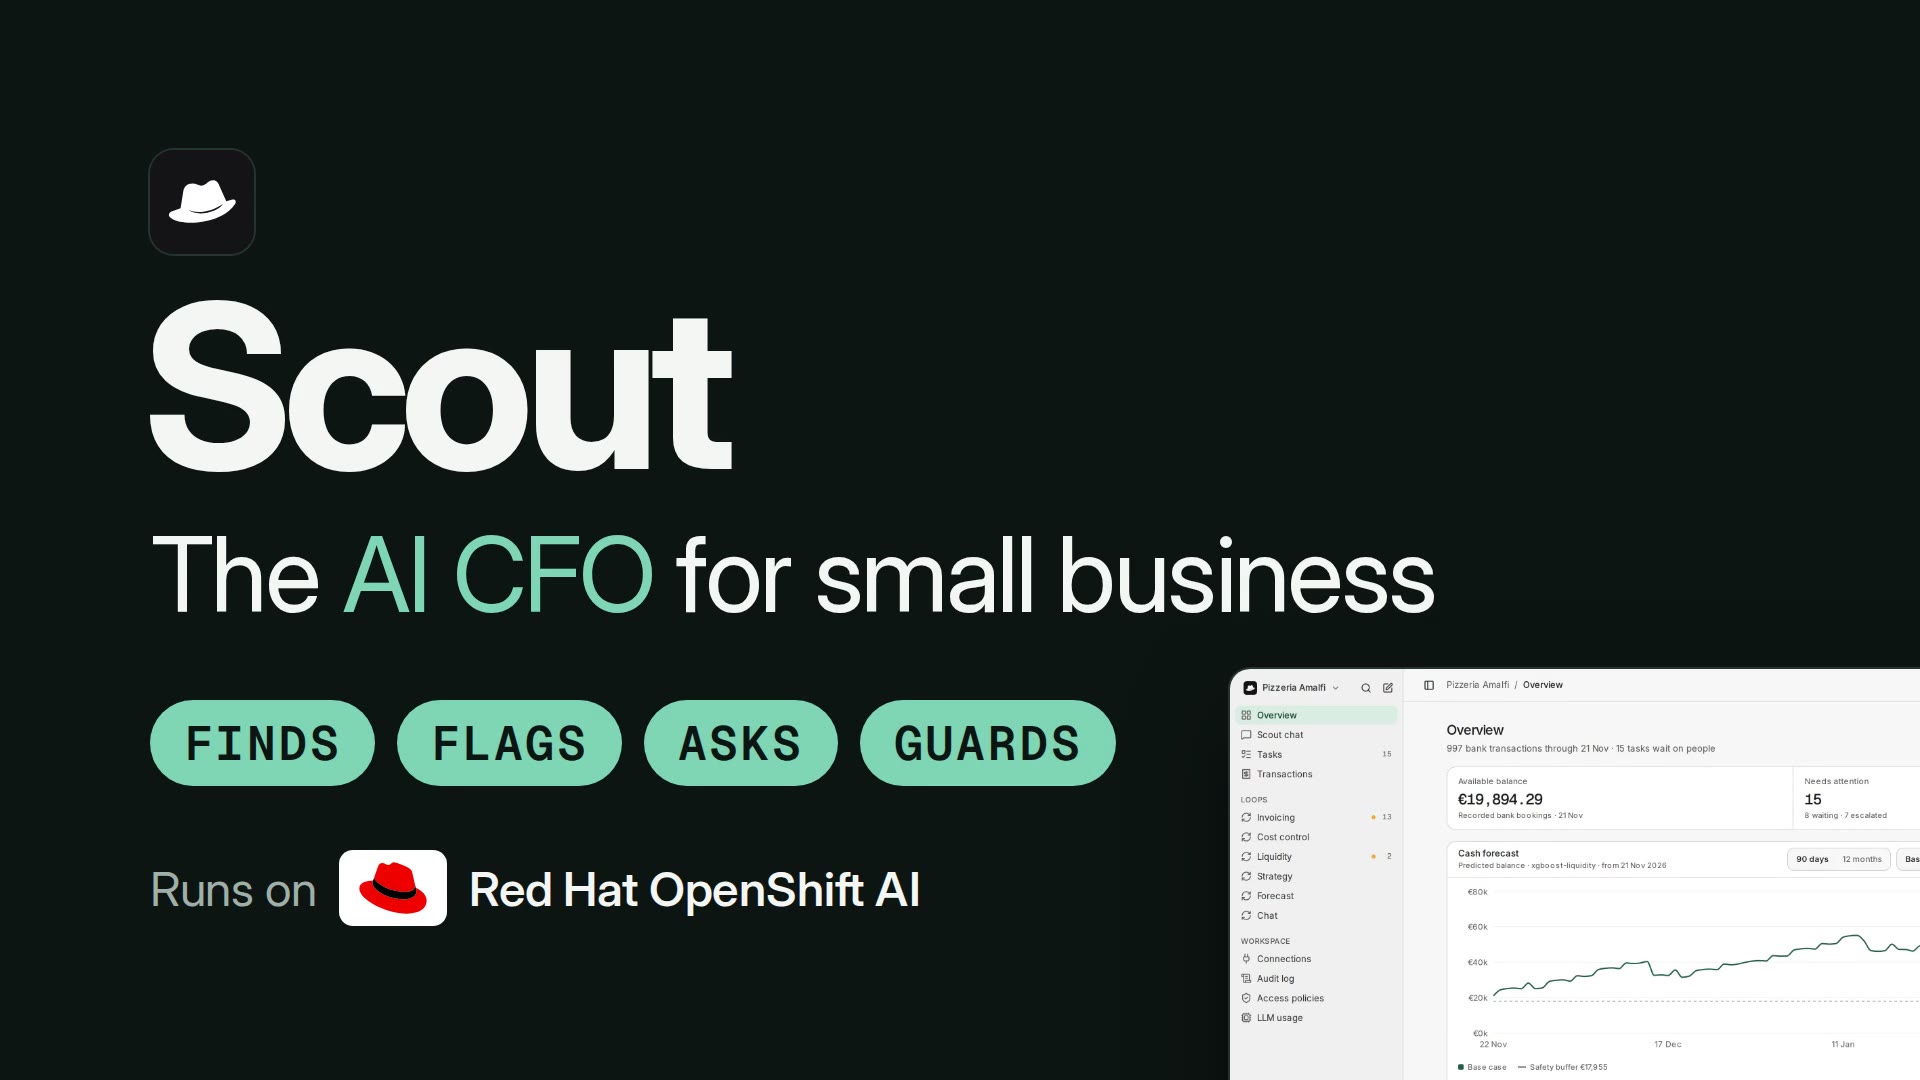 Scout
The AI CFO for small business
FINDS FLAGS ASKS GUARDS
Runs on Red Hat OpenShift AI
Pizzeria Amalfi
Overview
Scout chat
Tasks 15
Transactions
LOOPS
Invoicing 13
Cost control
Liquidity 2
Strategy
Forecast
Chat
WORKSPACE
Connections
Audit log
Access policies
LLM usage
Pizzeria Amalfi / Overview
Overview
997 bank transactions through 21 Nov · 15 tasks wait on people
Available balance
€19,894.29
Recorded bank bookings · 21 Nov
Needs attention
15
8 waiting · 7 escalated
Cash forecast
Predicted balance · xgboost-liquidity · from 21 Nov 2026
90 days 12 months Bas
€80k
€60k
€40k
€20k
€0k
22 Nov 17 Dec 11 Jan
Base case Safety buffer €17,955